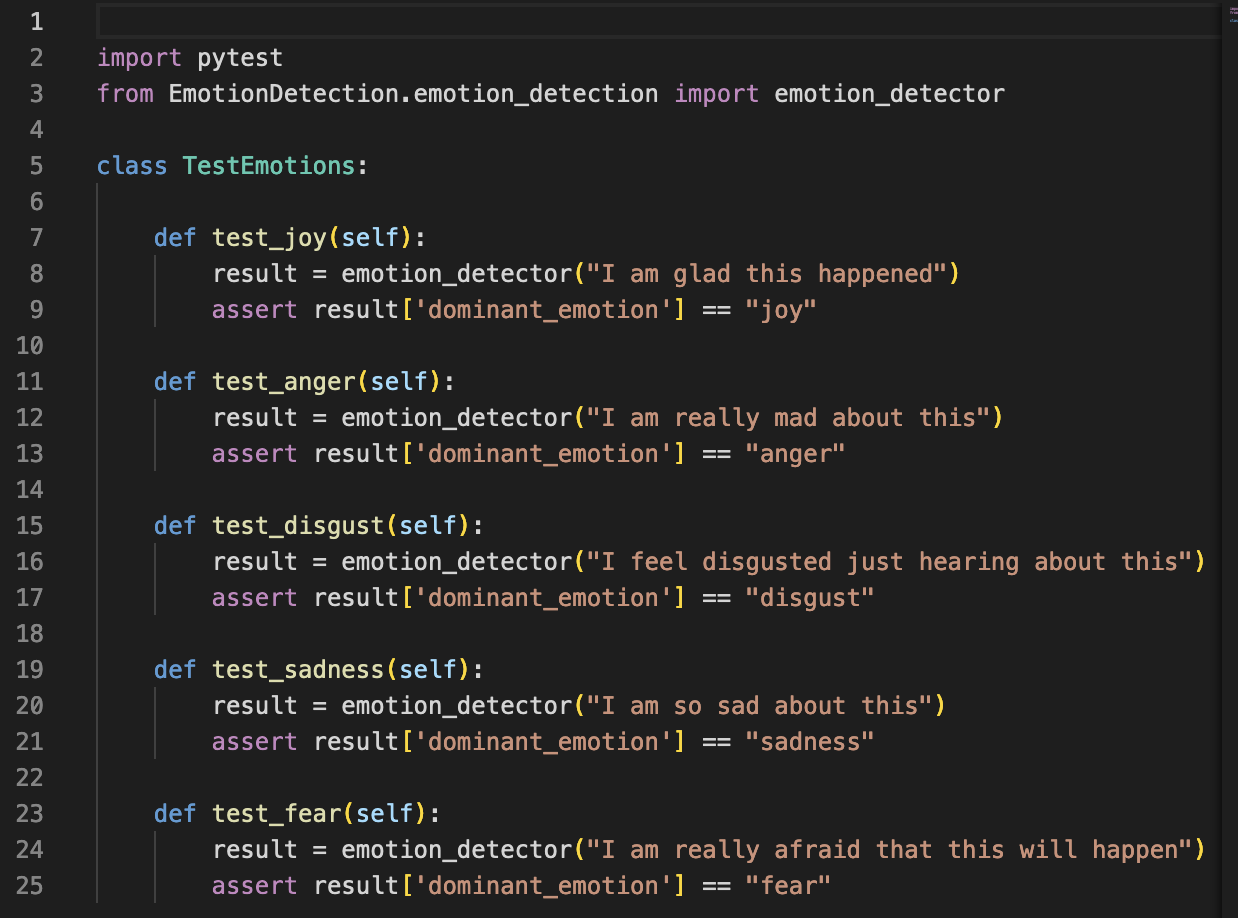 1
2 import pytest
3 from EmotionDetection.emotion_detection import emotion_detector
4
5 class TestEmotions:
6
7     def test_joy(self):
8         result = emotion_detector("I am glad this happened")
9         assert result['dominant_emotion'] == "joy"
10
11     def test_anger(self):
12         result = emotion_detector("I am really mad about this")
13         assert result['dominant_emotion'] == "anger"
14
15     def test_disgust(self):
16         result = emotion_detector("I feel disgusted just hearing about this")
17         assert result['dominant_emotion'] == "disgust"
18
19     def test_sadness(self):
20         result = emotion_detector("I am so sad about this")
21         assert result['dominant_emotion'] == "sadness"
22
23     def test_fear(self):
24         result = emotion_detector("I am really afraid that this will happen")
25         assert result['dominant_emotion'] == "fear"